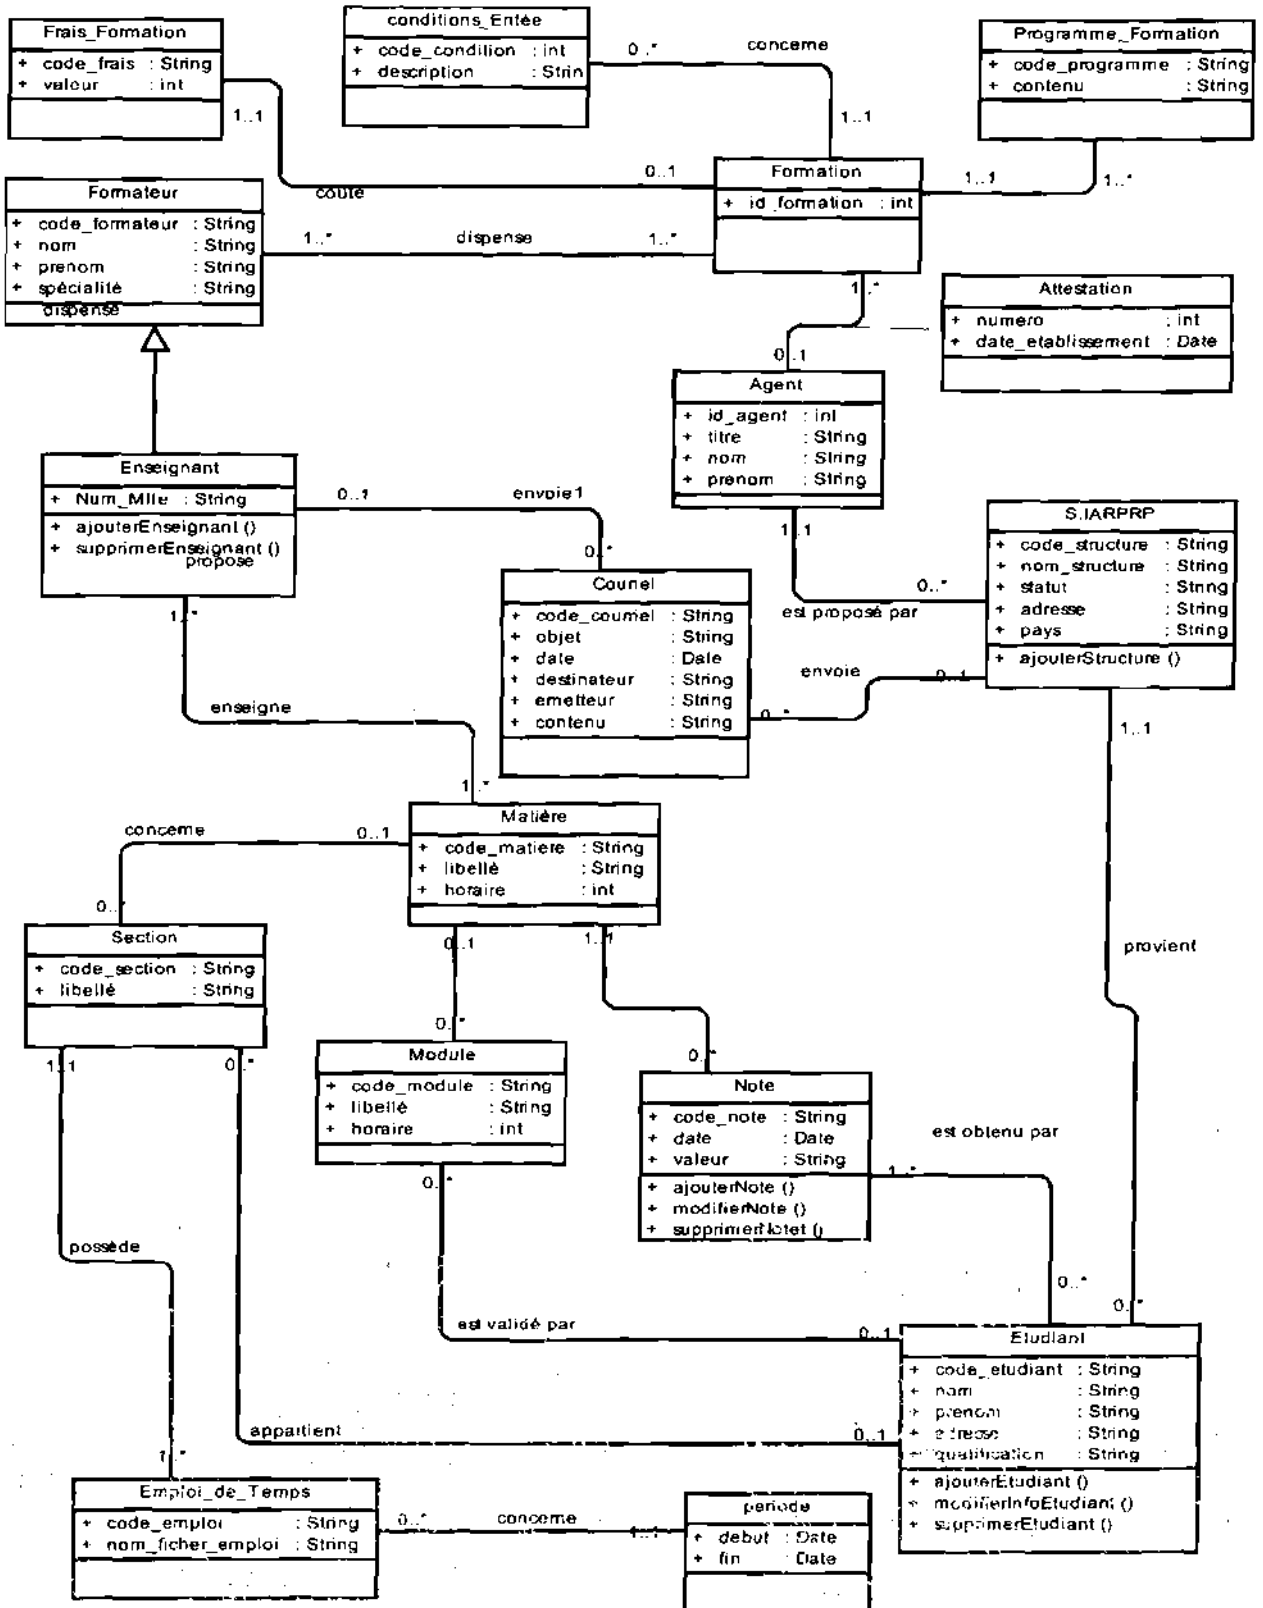 Frais_Formation
+ code_frais : String
+ valeur : int
1..1
conditions_Entée
+ code_condition : int
+ description : Strin
0..*
concerne
1..1
Programme_Formation
+ code_programme : String
+ contenu : String
1..1
1..*
Formation
+ id_formation : int
0..1
coute
Formateur
+ code_formateur : String
+ nom : String
+ prenom : String
+ spécialité : String
dispense
1..*
dispense
1..*
1..*
Attestation
+ numero : int
+ date_etablissement : Date
0..1
Agent
+ id_agent : int
+ titre : String
+ nom : String
+ prenom : String
1..1
Enseignant
+ Num_Mlle : String
+ ajouterEnseignant ()
+ supprimerEnseignant ()
propose
0..1
envoie1
0..*
1..*
S.IARPRP
+ code_structure : String
+ nom_structure : String
+ statut : String
+ adresse : String
+ pays : String
+ ajouterStructure ()
0..*
est proposé par
Courriel
+ code_courriel : String
+ objet : String
+ date : Date
+ destinateur : String
+ emetteur : String
+ contenu : String
envoie
0..1
0..*
1..1
enseigne
1..*
Matière
+ code_matiere : String
+ libellé : String
+ horaire : int
concerne
0..1
0..*
0..1
1..1
Section
+ code_section : String
+ libellé : String
provient
1..1
0..*
0..*
Module
+ code_module : String
+ libellé : String
+ horaire : int
0..*
0..*
Note
+ code_note : String
+ date : Date
+ valeur : String
+ ajouterNote ()
+ modifierNote ()
+ supprimerNotet ()
est obtenu par
1..*
0..*
0..*
possède
est validé par
0..1
Etudiant
+ code_etudiant : String
+ nom : String
+ prenom : String
+ adresse : String
+ qualification : String
+ ajouterEtudiant ()
+ modifierInfoEtudiant ()
+ supprimerEtudiant ()
appartient
0..1
1..*
Emploi_de_Temps
+ code_emploi : String
+ nom_ficher_emploi : String
0..*
concerne
1..1
periode
+ debut : Date
+ fin : Date